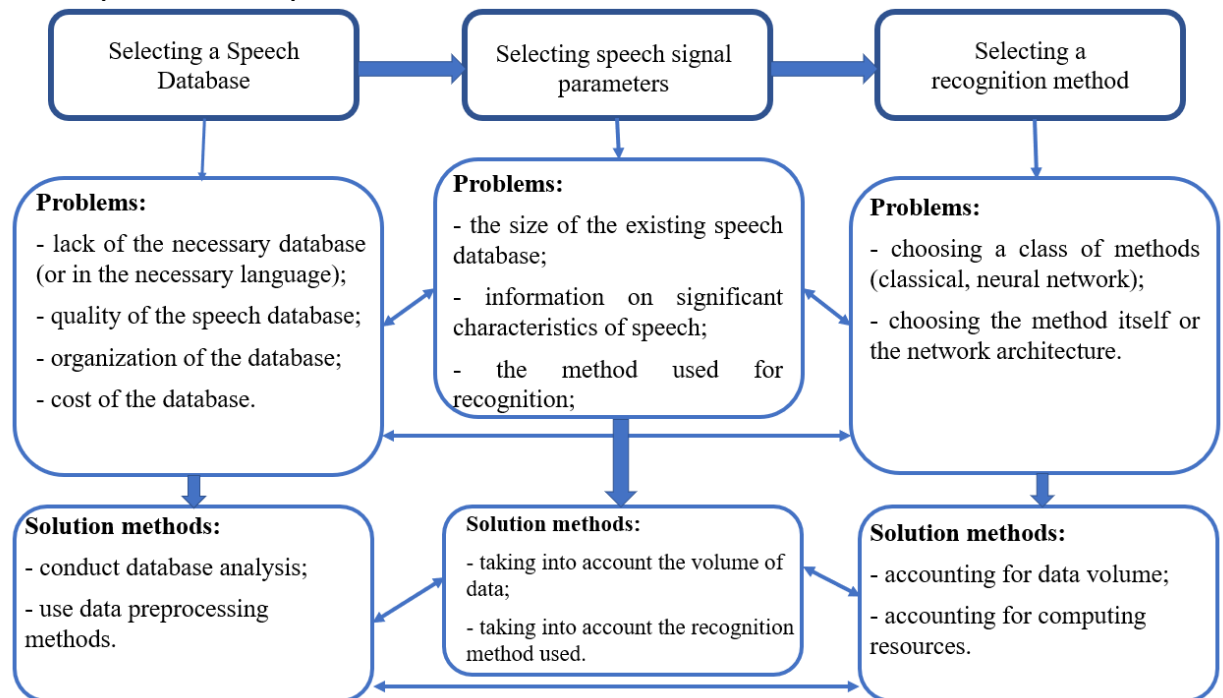 Selecting a Speech
Database
Selecting speech signal
parameters
Selecting a
recognition method
Problems:
- lack of the necessary database
(or in the necessary language);
- quality of the speech database;
- organization of the database;
- cost of the database.
Problems:
- the size of the existing speech
database;
- information on significant
characteristics of speech;
- the method used for
recognition;
Problems:
- choosing a class of methods
(classical, neural network);
- choosing the method itself or
the network architecture.
Solution methods:
- conduct database analysis;
- use data preprocessing
methods.
Solution methods:
- taking into account the volume of
data;
- taking into account the recognition
method used.
Solution methods:
- accounting for data volume;
- accounting for computing
resources.